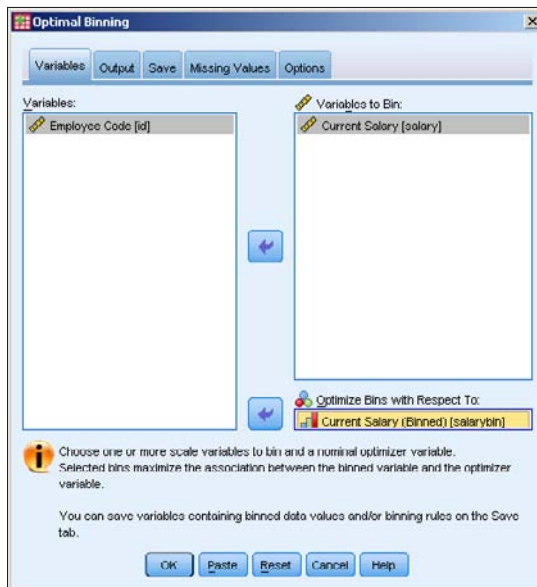 Optimal Binning
Variables Output Save Missing Values Options
Variables:
Employee Code [id]
Variables to Bin:
Current Salary [salary]
Optimize Bins with Respect To:
Current Salary (Binned) [salarybin]
Choose one or more scale variables to bin and a nominal optimizer variable.
Selected bins maximize the association between the binned variable and the optimizer
variable.
You can save variables containing binned data values and/or binning rules on the Save
tab.
OK Paste Reset Cancel Help